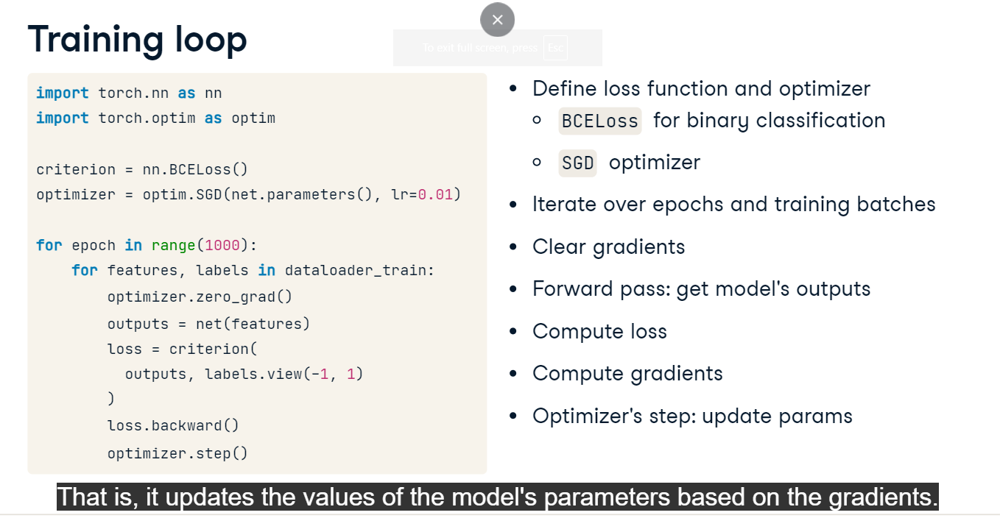 Training loop
To exit full screen, press Esc
import torch.nn as nn
import torch.optim as optim
criterion = nn.BCELoss()
optimizer = optim.SGD(net.parameters(), lr=0.01)
for epoch in range(1000):
for features, labels in dataloader_train:
optimizer.zero_grad()
outputs = net(features)
loss = criterion(
outputs, labels.view(-1, 1)
)
loss.backward()
optimizer.step()
Define loss function and optimizer
BCELoss for binary classification
SGD optimizer
Iterate over epochs and training batches
Clear gradients
Forward pass: get model's outputs
Compute loss
Compute gradients
Optimizer's step: update params
That is, it updates the values of the model's parameters based on the gradients.